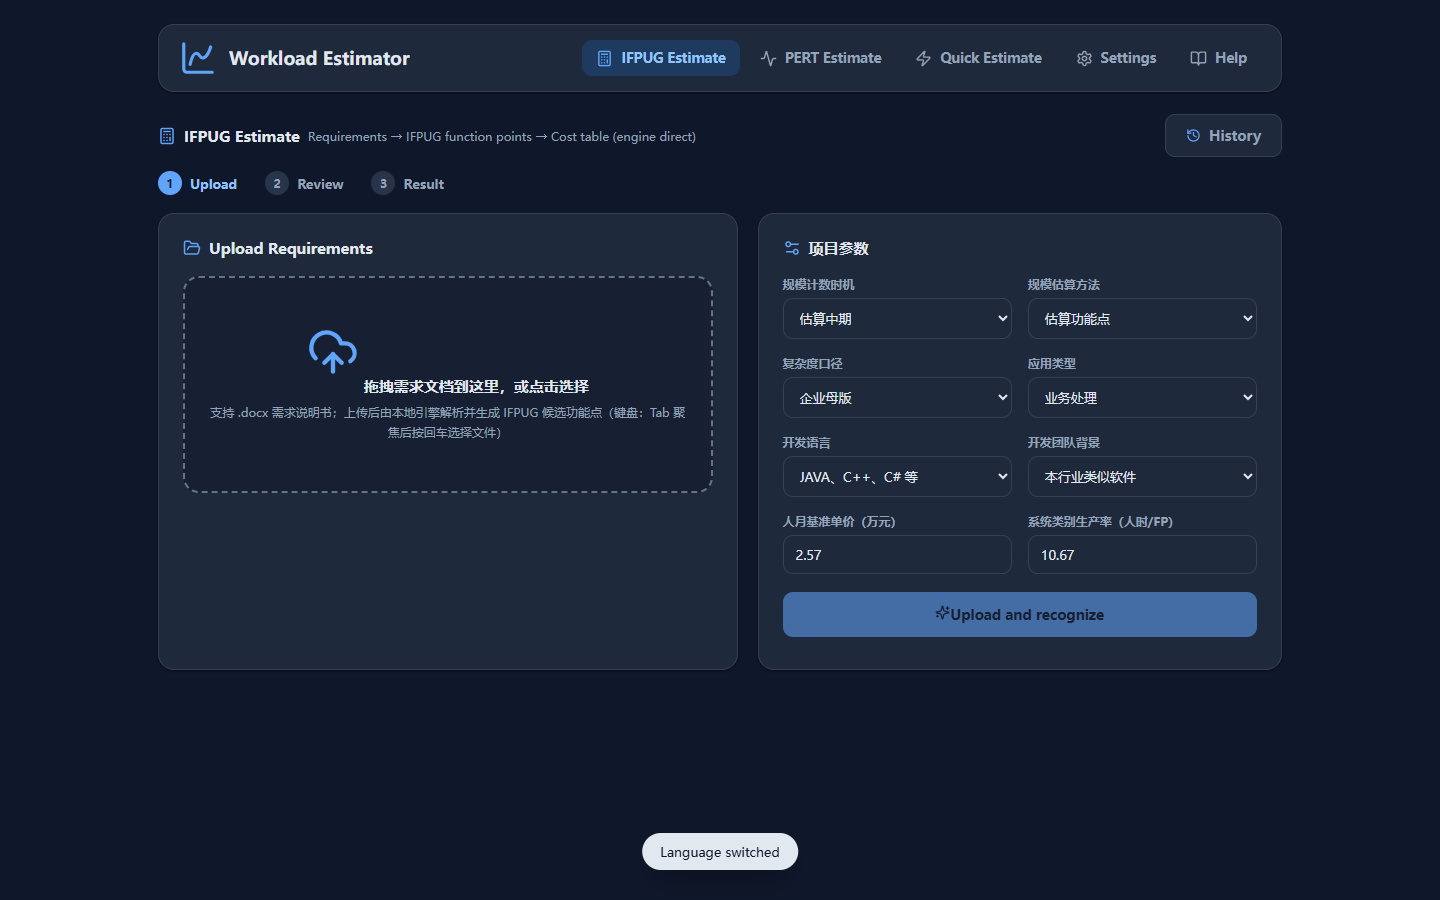 Workload Estimator
IFPUG Estimate
PERT Estimate
Quick Estimate
Settings
Help
IFPUG Estimate Requirements → IFPUG function points → Cost table (engine direct)
History
1 Upload
2 Review
3 Result
Upload Requirements
拖拽需求文档到这里，或点击选择
支持 .docx 需求说明书；上传后由本地引擎解析并生成 IFPUG 候选功能点（键盘：Tab 聚
焦后按回车选择文件）
项目参数
规模计数时机
估算中期
规模估算方法
估算功能点
复杂度口径
企业母版
应用类型
业务处理
开发语言
JAVA、C++、C# 等
开发团队背景
本行业类似软件
人月基准单价（万元）
2.57
系统类别生产率（人时/FP）
10.67
Upload and recognize
Language switched